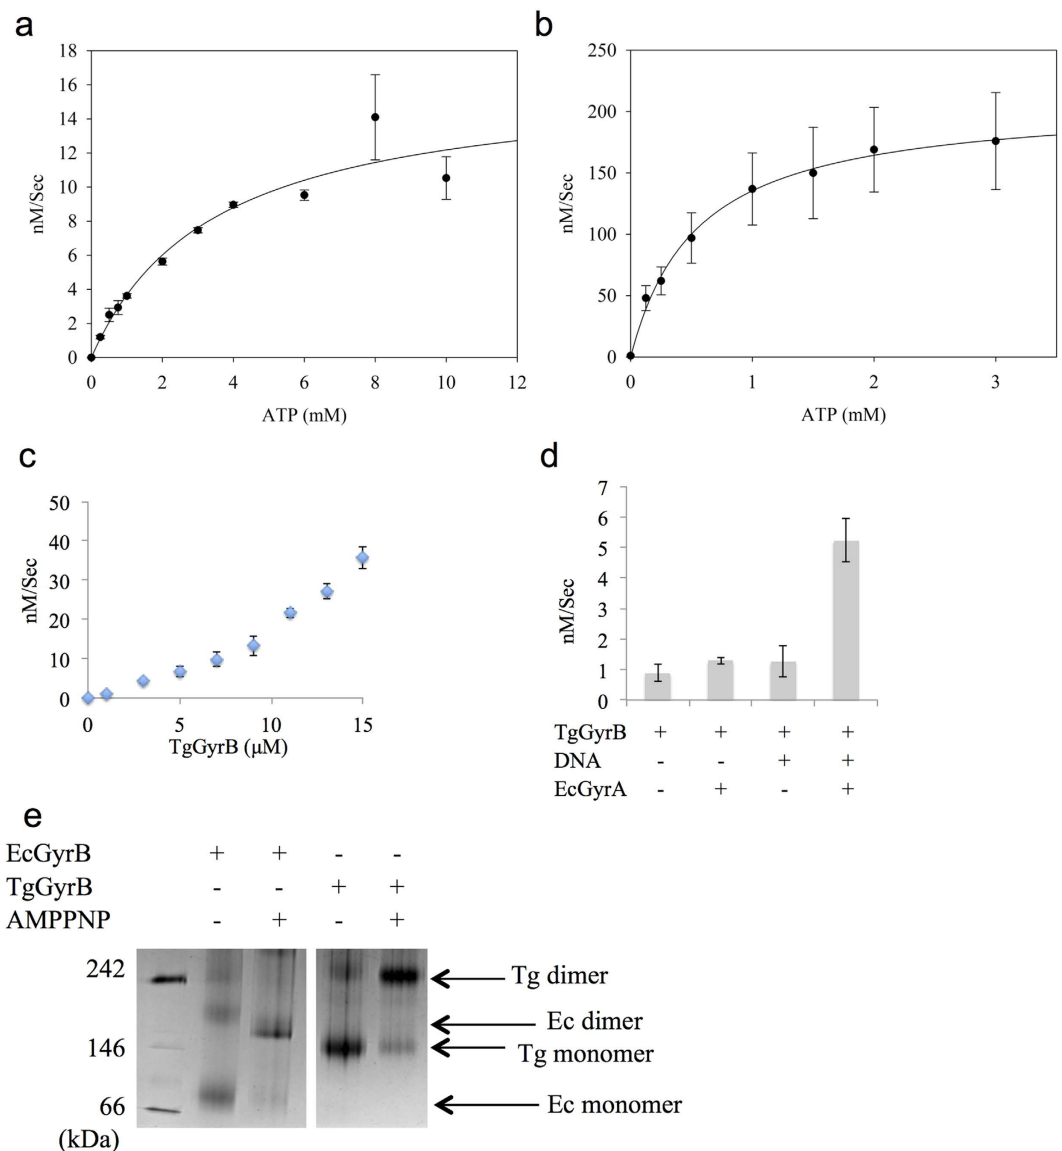 a
18
16
14
12
10
8
6
4
2
0
nM/Sec
0 2 4 6 8 10 12
ATP (mM)
b
250
200
150
100
50
0
nM/Sec
0 1 2 3
ATP (mM)
c
50
40
30
20
10
0
nM/Sec
0 5 10 15
TgGyrB (µM)
d
7
6
5
4
3
2
1
0
nM/Sec
TgGyrB + + + +
DNA - - + +
EcGyrA - + - +
e
EcGyrB + + - -
TgGyrB - - + +
AMPPNP - + - +
242
146
66
(kDa)
Tg dimer
Ec dimer
Tg monomer
Ec monomer